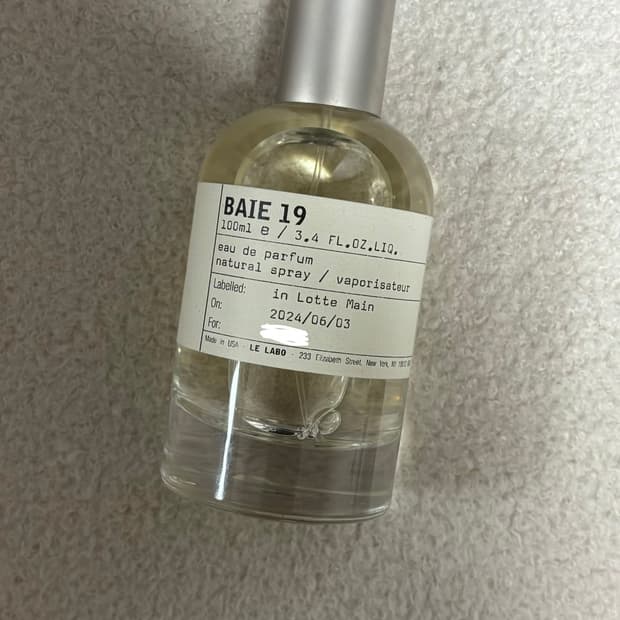 BAIE 19
100ml e / 3.4 FL.OZ.LIQ.
eau de parfum
natural spray / vaporisateur
Labelled: in Lotte Main
On: 2024/06/03
For:
Made in USA - LE LABO - 233 Elizabeth Street, New York, NY